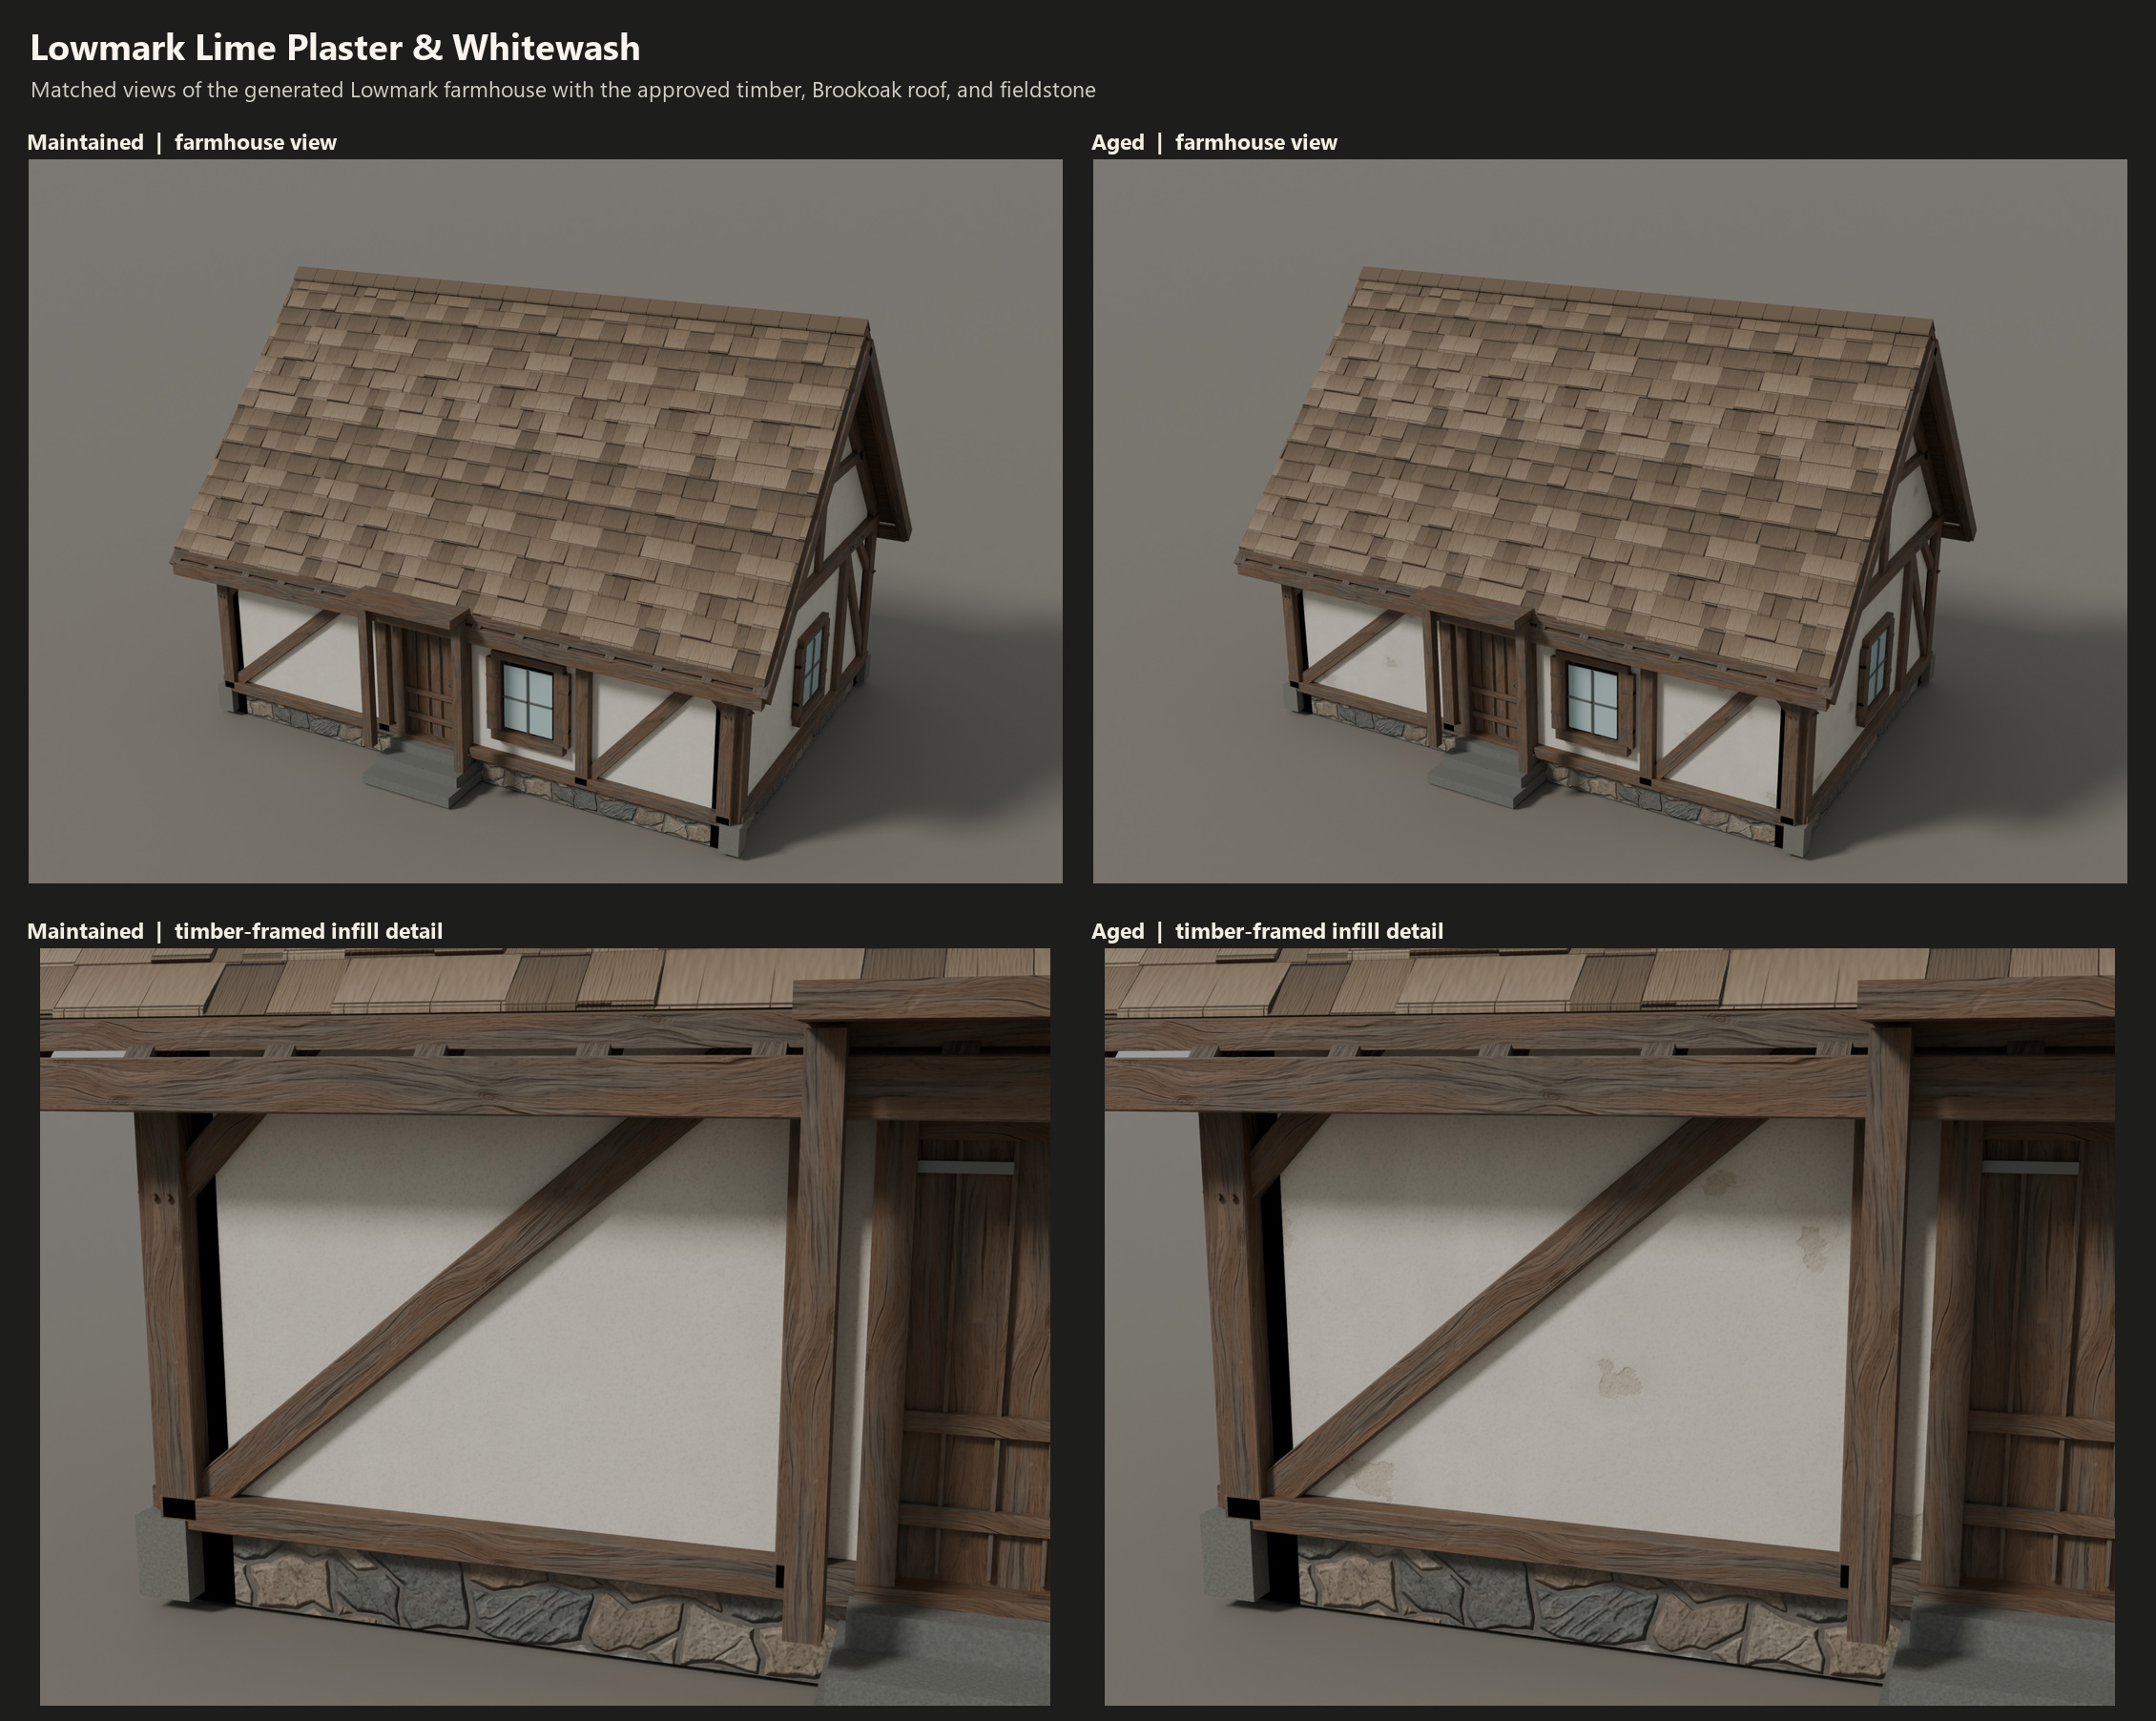 Lowmark Lime Plaster & Whitewash
Matched views of the generated Lowmark farmhouse with the approved timber, Brookoak roof, and fieldstone
Maintained | farmhouse view
Aged | farmhouse view
Maintained | timber-framed infill detail
Aged | timber-framed infill detail